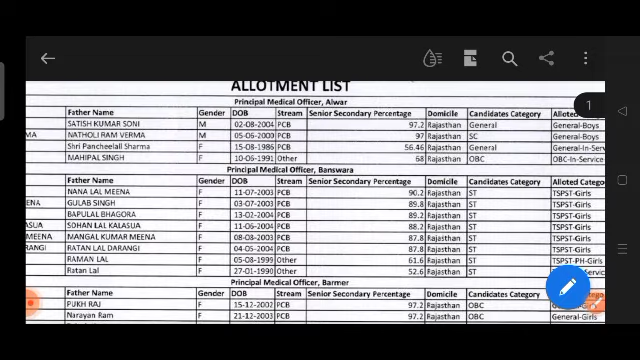 1
ALLOTMENT LIST
Principal Medical Officer, Alwar
Father Name Gender DOB Stream Senior Secondary Percentage Domicile Candidates Category Alloted
SATISH KUMAR SONI M 02-08-2004 PCB 97.2 Rajasthan General General-Boys
MA NATHOLI RAM VERMA M 05-06-2003 PCB 97 Rajasthan SC General-Boys
Shri Pancheelall Sharma F 15-08-1986 PCB 56.46 Rajasthan General General-In-Serv
MAHIPAL SINGH F 10-06-1991 Other 68 Rajasthan OBC OBC-In-Service
Principal Medical Officer, Banswara
Father Name Gender DOB Stream Senior Secondary Percentage Domicile Candidates Category Alloted Catego
NANA LAL MEENA F 11-07-2003 PCB 90.2 Rajasthan ST TSPST-Girls
EENA GULAB SINGH F 03-07-2003 PCB 89.8 Rajasthan ST TSPST-Girls
BAPULAL BHAGORA F 13-02-2004 PCB 89.2 Rajasthan ST TSPST-Girls
ASUA SOHAN LAL KALASUA F 11-06-2004 PCB 88.2 Rajasthan ST TSPST-Girls
MEENA MANGAL KUMAR MEENA F 08-08-2003 PCB 87.8 Rajasthan ST TSPST-Girls
RANGI RATAN LAL DARANGI F 04-05-2004 PCB 87.8 Rajasthan ST TSPST-Girls
RAMAN LAL F 05-08-1999 Other 61.6 Rajasthan ST TSPST-PH-Girls
Ratan Lal F 27-01-1990 Other 52.6 Rajasthan ST
Principal Medical Officer, Barmer
Father Name Gender DOB Stream Senior Secondary Percentage Domicile Candidates Category
PUKH RAJ F 15-12-2002 PCB 97.2 Rajasthan OBC
Narayan Ram F 21-12-2003 PCB 97.2 Rajasthan OBC General-Girls